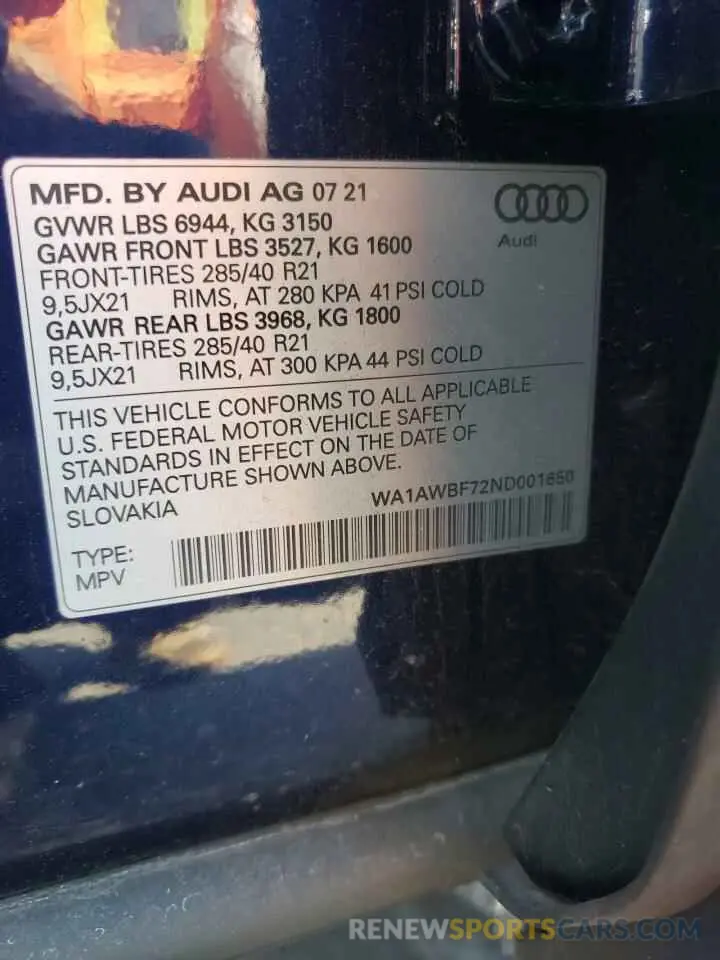 MFD. BY AUDI AG 07 21
Audi
GVWR LBS 6944, KG 3150
GAWR FRONT LBS 3527, KG 1600
FRONT-TIRES 285/40 R21
9,5JX21 RIMS, AT 280 KPA 41 PSI COLD
GAWR REAR LBS 3968, KG 1800
REAR-TIRES 285/40 R21
9,5JX21 RIMS, AT 300 KPA 44 PSI COLD
THIS VEHICLE CONFORMS TO ALL APPLICABLE
U.S. FEDERAL MOTOR VEHICLE SAFETY
STANDARDS IN EFFECT ON THE DATE OF
MANUFACTURE SHOWN ABOVE.
SLOVAKIA
WA1AWBF72ND001650
TYPE:
MPV
RENEWSPORTSCARS.COM